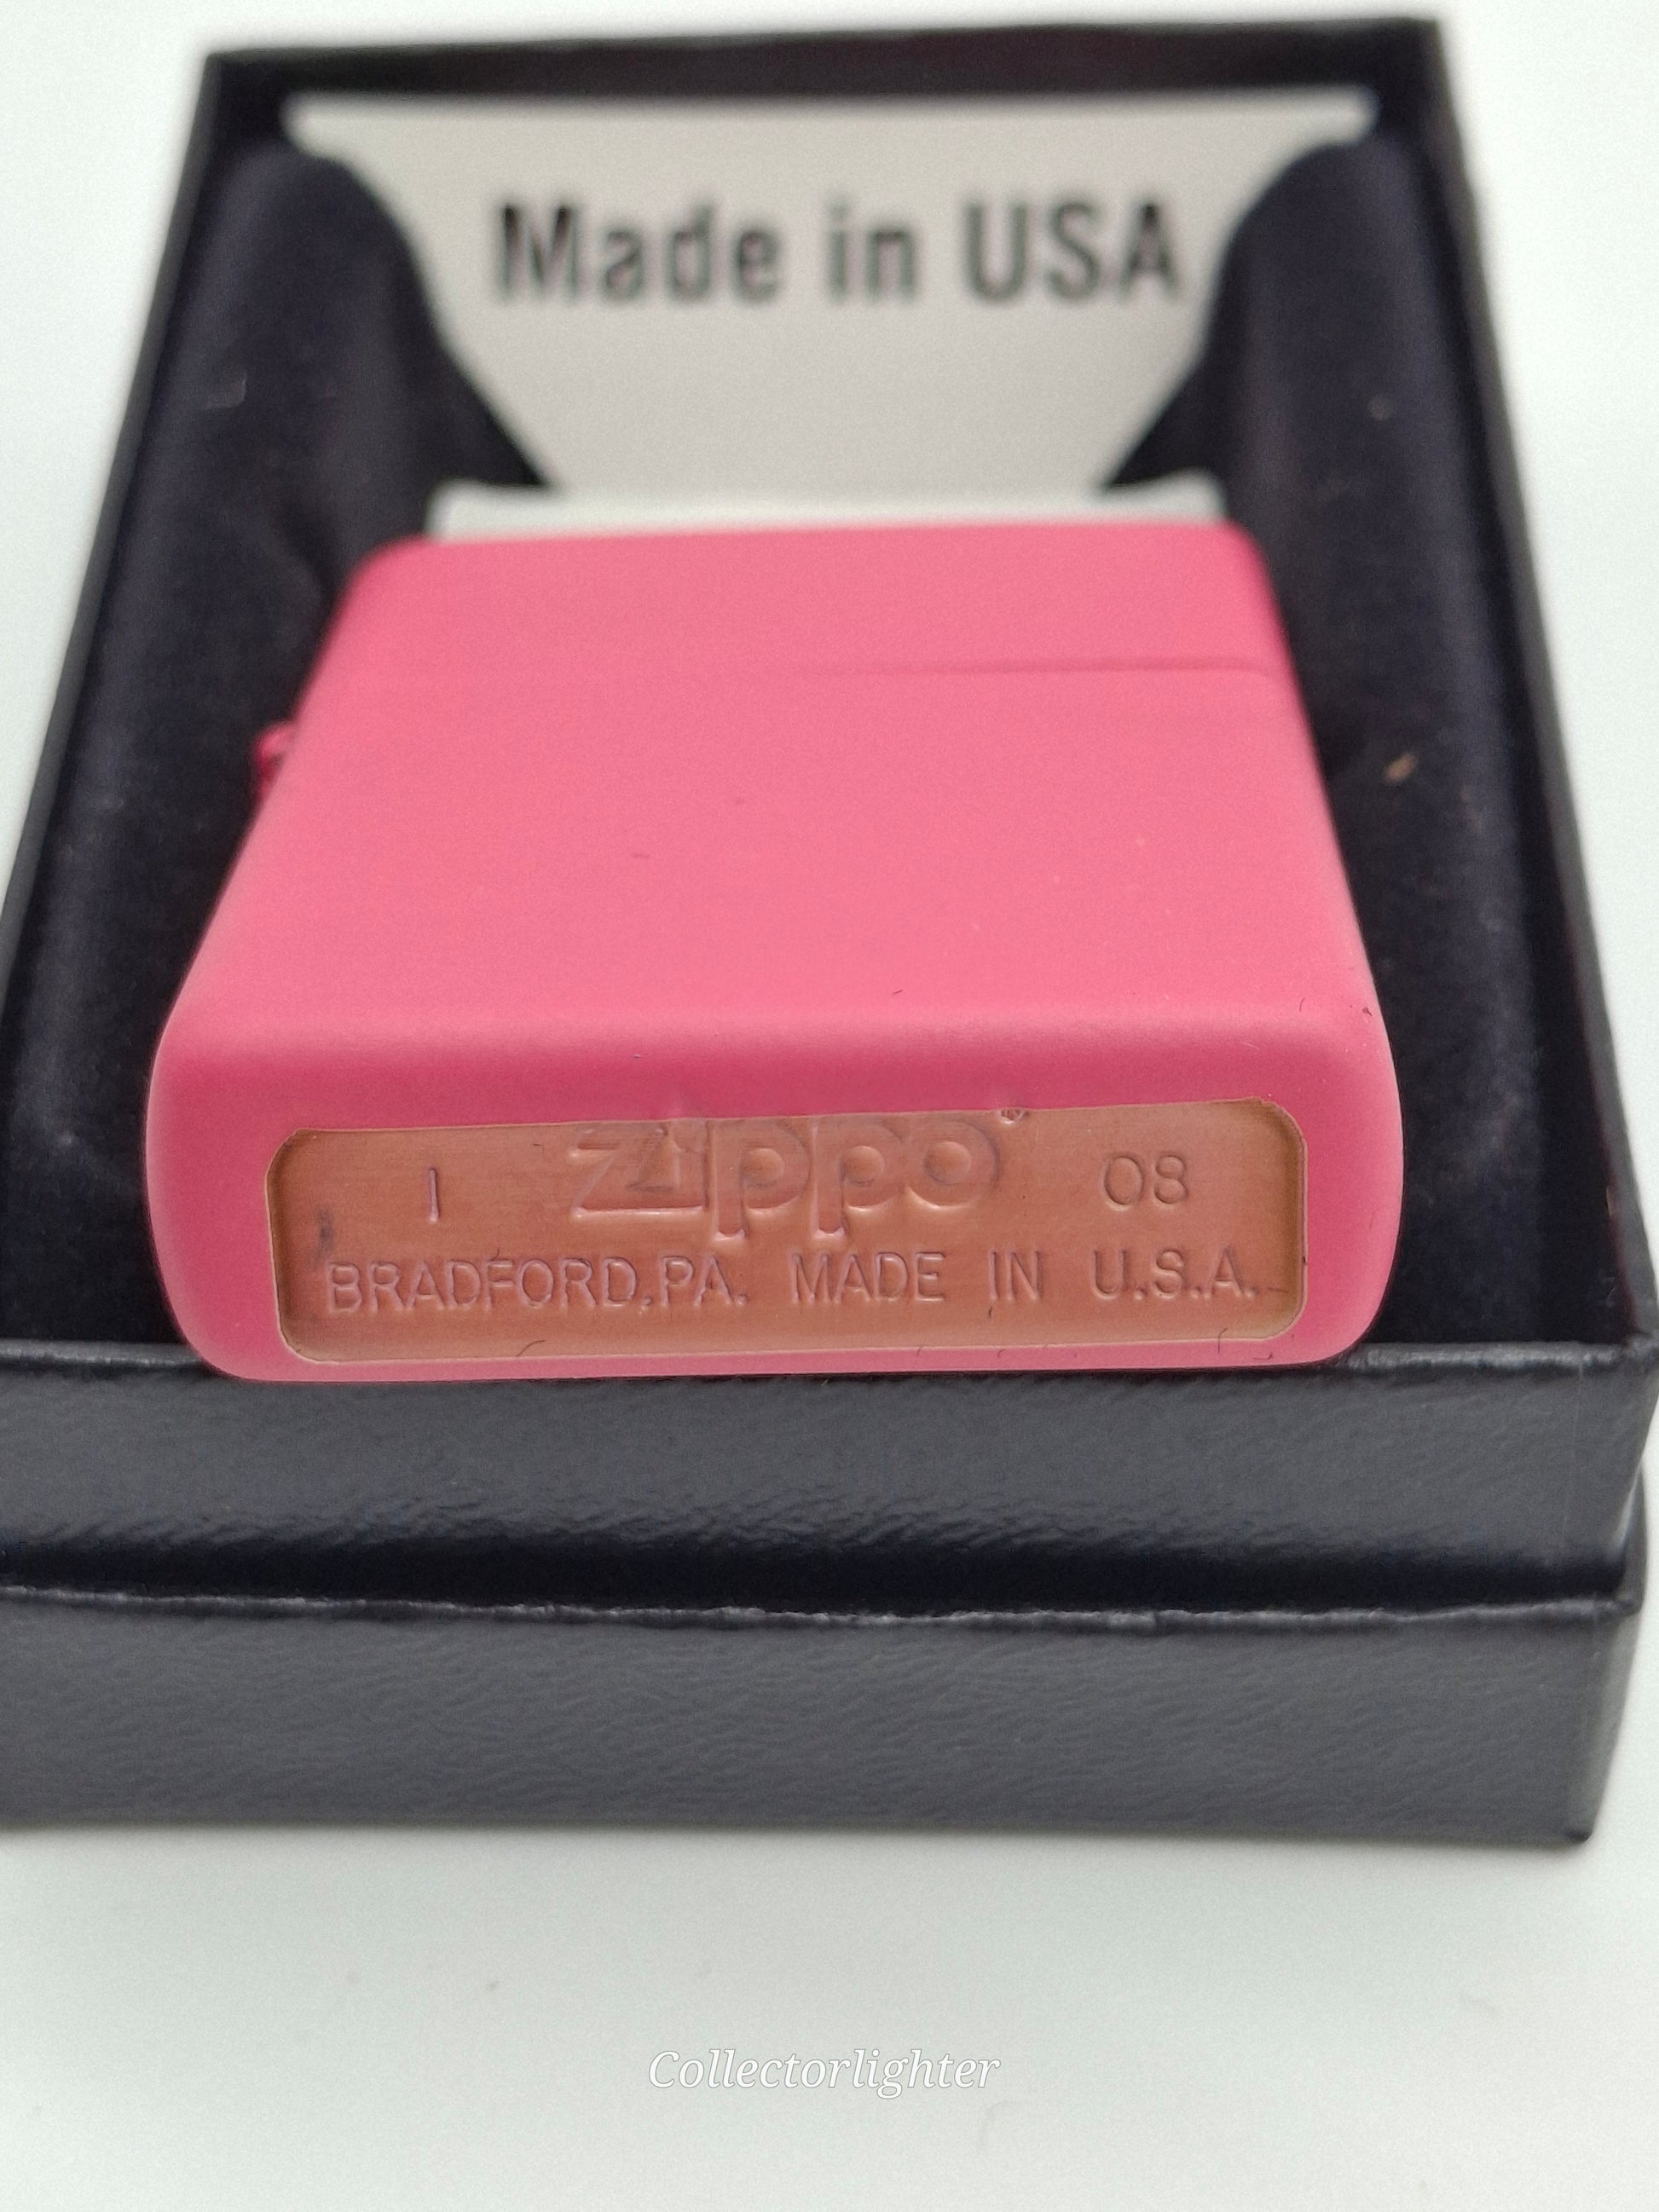 Made in USA
I zippo® 08
BRADFORD,PA. MADE IN U.S.A.
Collectorlighter